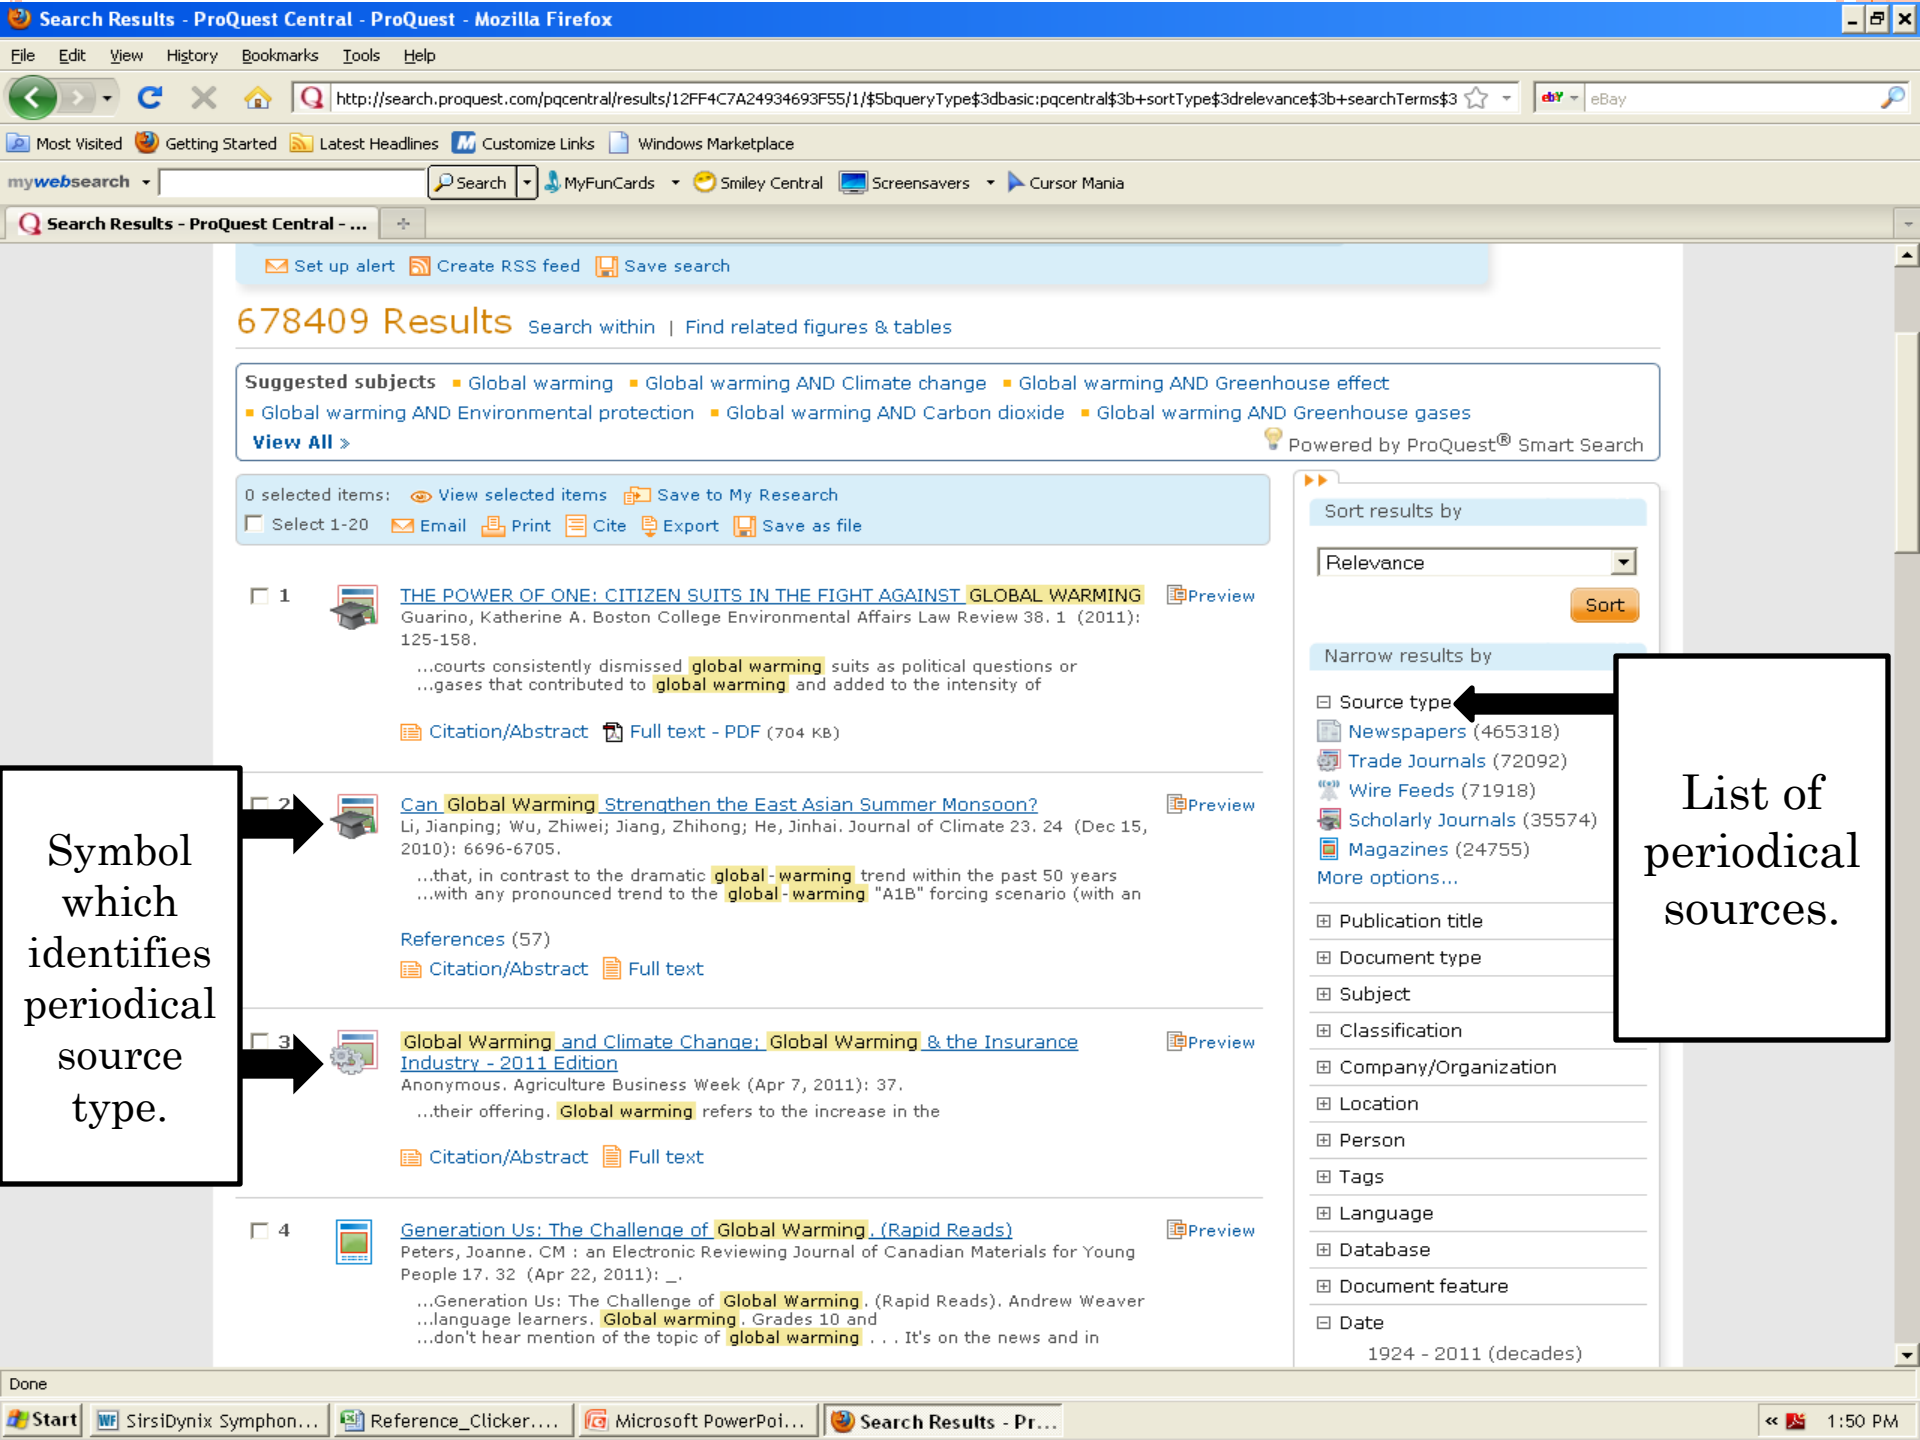 Search Results - ProQuest Central - ProQuest - Mozilla Firefox
File Edit View History Bookmarks Tools Help
http://search.proquest.com/pqcentral/results/12FF4C7A24934693F55/1/$5bqueryType$3dbasic:pqcentral$3b+sortType$3drelevance$3b+searchTerms$3
eBay
Most Visited Getting Started Latest Headlines Customize Links Windows Marketplace
mywebsearch Search MyFunCards Smiley Central Screensavers Cursor Mania
Search Results - ProQuest Central - ...
Set up alert Create RSS feed Save search
678409 Results Search within | Find related figures & tables
Suggested subjects Global warming Global warming AND Climate change Global warming AND Greenhouse effect
Global warming AND Environmental protection Global warming AND Carbon dioxide Global warming AND Greenhouse gases
View All »
Powered by ProQuest® Smart Search
0 selected items: View selected items Save to My Research
Select 1-20 Email Print Cite Export Save as file
1 THE POWER OF ONE: CITIZEN SUITS IN THE FIGHT AGAINST GLOBAL WARMING Preview
Guarino, Katherine A. Boston College Environmental Affairs Law Review 38. 1 (2011):
125-158.
...courts consistently dismissed global warming suits as political questions or
...gases that contributed to global warming and added to the intensity of
Citation/Abstract Full text - PDF (704 KB)
2 Can Global Warming Strengthen the East Asian Summer Monsoon? Preview
Li, Jianping; Wu, Zhiwei; Jiang, Zhihong; He, Jinhai. Journal of Climate 23. 24 (Dec 15,
2010): 6696-6705.
...that, in contrast to the dramatic global-warming trend within the past 50 years
...with any pronounced trend to the global-warming "A1B" forcing scenario (with an
References (57)
Citation/Abstract Full text
3 Global Warming and Climate Change; Global Warming & the Insurance Preview
Industry - 2011 Edition
Anonymous. Agriculture Business Week (Apr 7, 2011): 37.
...their offering. Global warming refers to the increase in the
Citation/Abstract Full text
4 Generation Us: The Challenge of Global Warming. (Rapid Reads) Preview
Peters, Joanne. CM : an Electronic Reviewing Journal of Canadian Materials for Young
People 17. 32 (Apr 22, 2011): _.
...Generation Us: The Challenge of Global Warming. (Rapid Reads). Andrew Weaver
...language learners. Global warming. Grades 10 and
...don't hear mention of the topic of global warming . . . It's on the news and in
Sort results by
Relevance
Sort
Narrow results by
Source type
Newspapers (465318)
Trade Journals (72092)
Wire Feeds (71918)
Scholarly Journals (35574)
Magazines (24755)
More options...
Publication title
Document type
Subject
Classification
Company/Organization
Location
Person
Tags
Language
Database
Document feature
Date
1924 - 2011 (decades)
Symbol
which
identifies
periodical
source
type.
List of
periodical
sources.
Done
Start SirsiDynix Symphon... Reference_Clicker.... Microsoft PowerPoi... Search Results - Pr... 1:50 PM